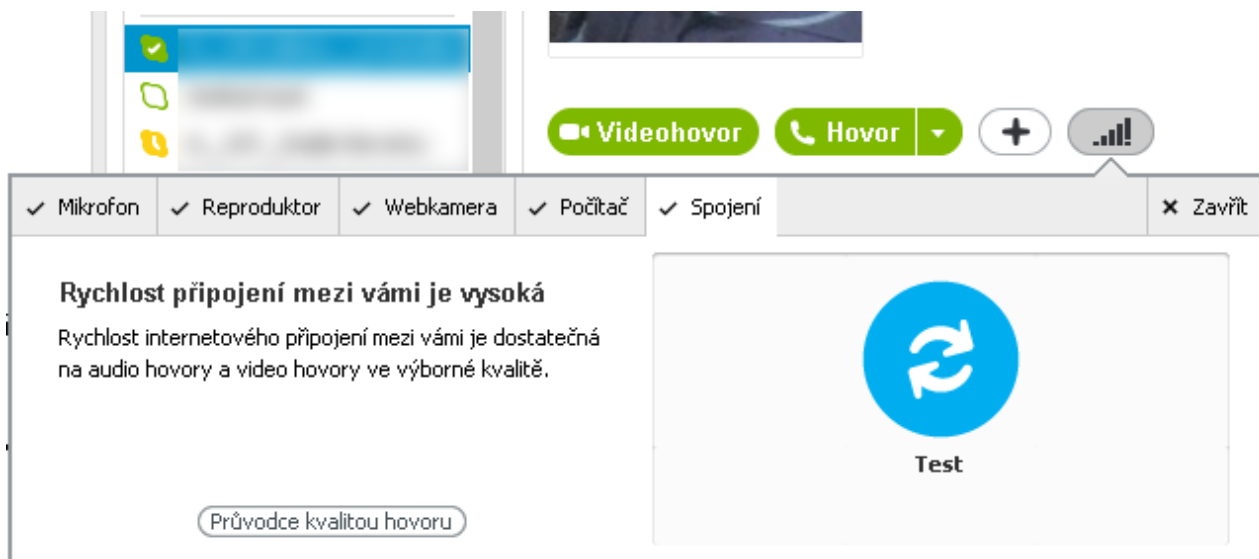 Videohovor
Hovor
Mikrofon
Reproduktor
Webkamera
Počítač
Spojení
Zavřít
Rychlost připojení mezi vámi je vysoká
Rychlost internetového připojení mezi vámi je dostatečná
na audio hovory a video hovory ve výborné kvalitě.
Test
Průvodce kvalitou hovoru